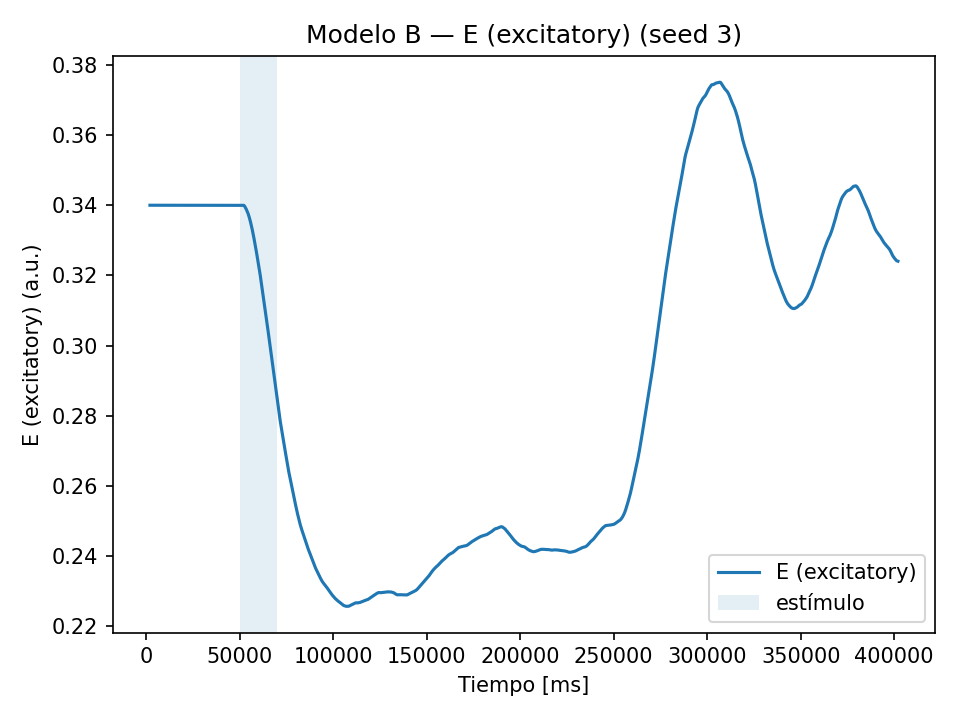 Modelo B — E (excitatory) (seed 3)
E (excitatory) (a.u.)
0.38
0.36
0.34
0.32
0.30
0.28
0.26
0.24
0.22
E (excitatory)
estímulo
0 50000 100000 150000 200000 250000 300000 350000 400000
Tiempo [ms]